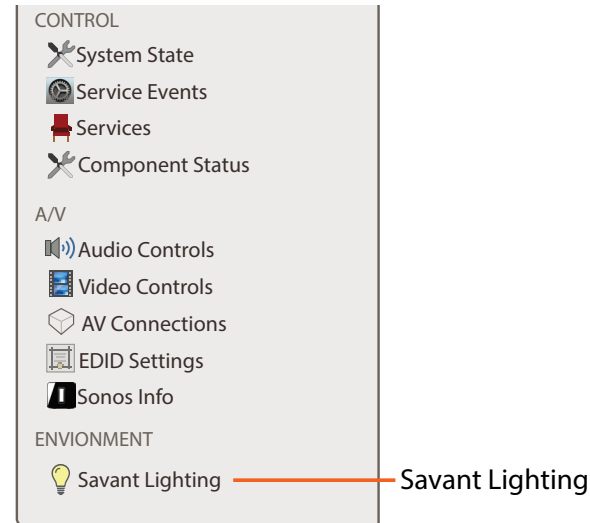 CONTROL
System State
Service Events
Services
Component Status
A/V
Audio Controls
Video Controls
AV Connections
EDID Settings
Sonos Info
ENVIONMENT
Savant Lighting Savant Lighting